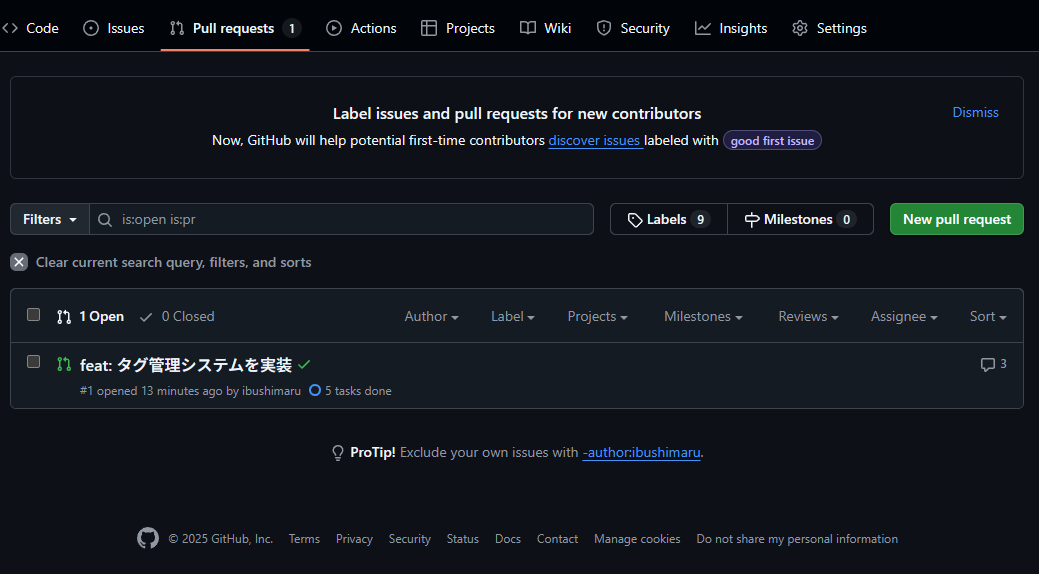 Code Issues Pull requests 1 Actions Projects Wiki Security Insights Settings
Label issues and pull requests for new contributors
Dismiss
Now, GitHub will help potential first-time contributors discover issues labeled with good first issue
Filters is:open is:pr Labels 9 Milestones 0 New pull request
Clear current search query, filters, and sorts
1 Open 0 Closed Author Label Projects Milestones Reviews Assignee Sort
feat: タグ管理システムを実装 3
#1 opened 13 minutes ago by ibushimaru 5 tasks done
ProTip! Exclude your own issues with -author:ibushimaru.
© 2025 GitHub, Inc. Terms Privacy Security Status Docs Contact Manage cookies Do not share my personal information